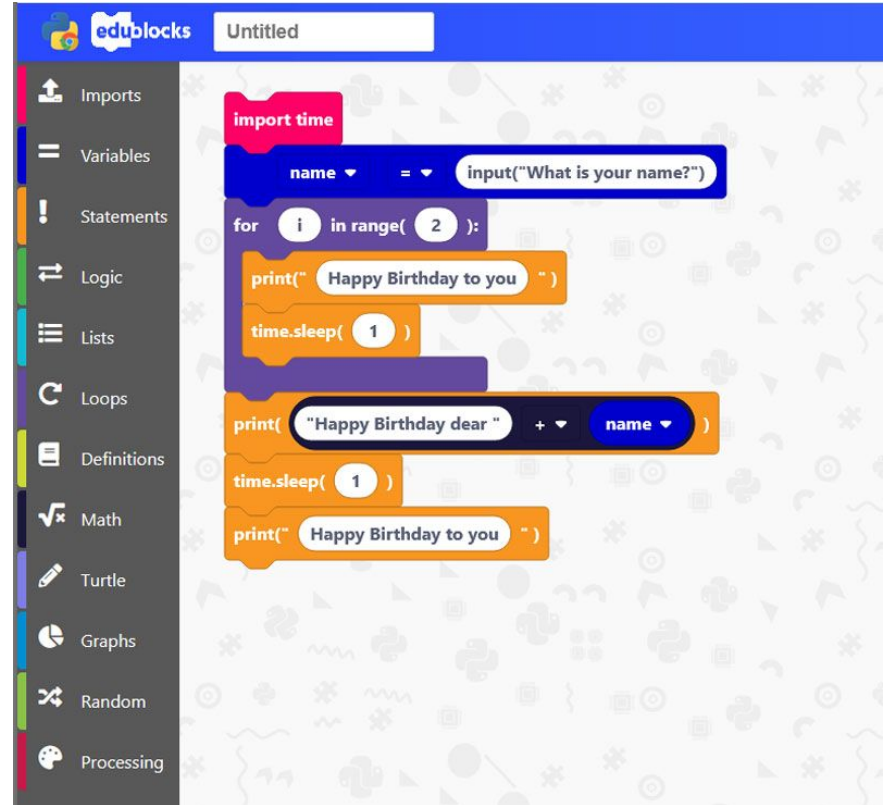 edublocks Untitled
Imports
Variables
Statements
Logic
Lists
Loops
Definitions
Math
Turtle
Graphs
Random
Processing
import time
name = input("What is your name?")
for i in range( 2 ):
print(" Happy Birthday to you ")
time.sleep( 1 )
print( "Happy Birthday dear " + name )
time.sleep( 1 )
print(" Happy Birthday to you ")